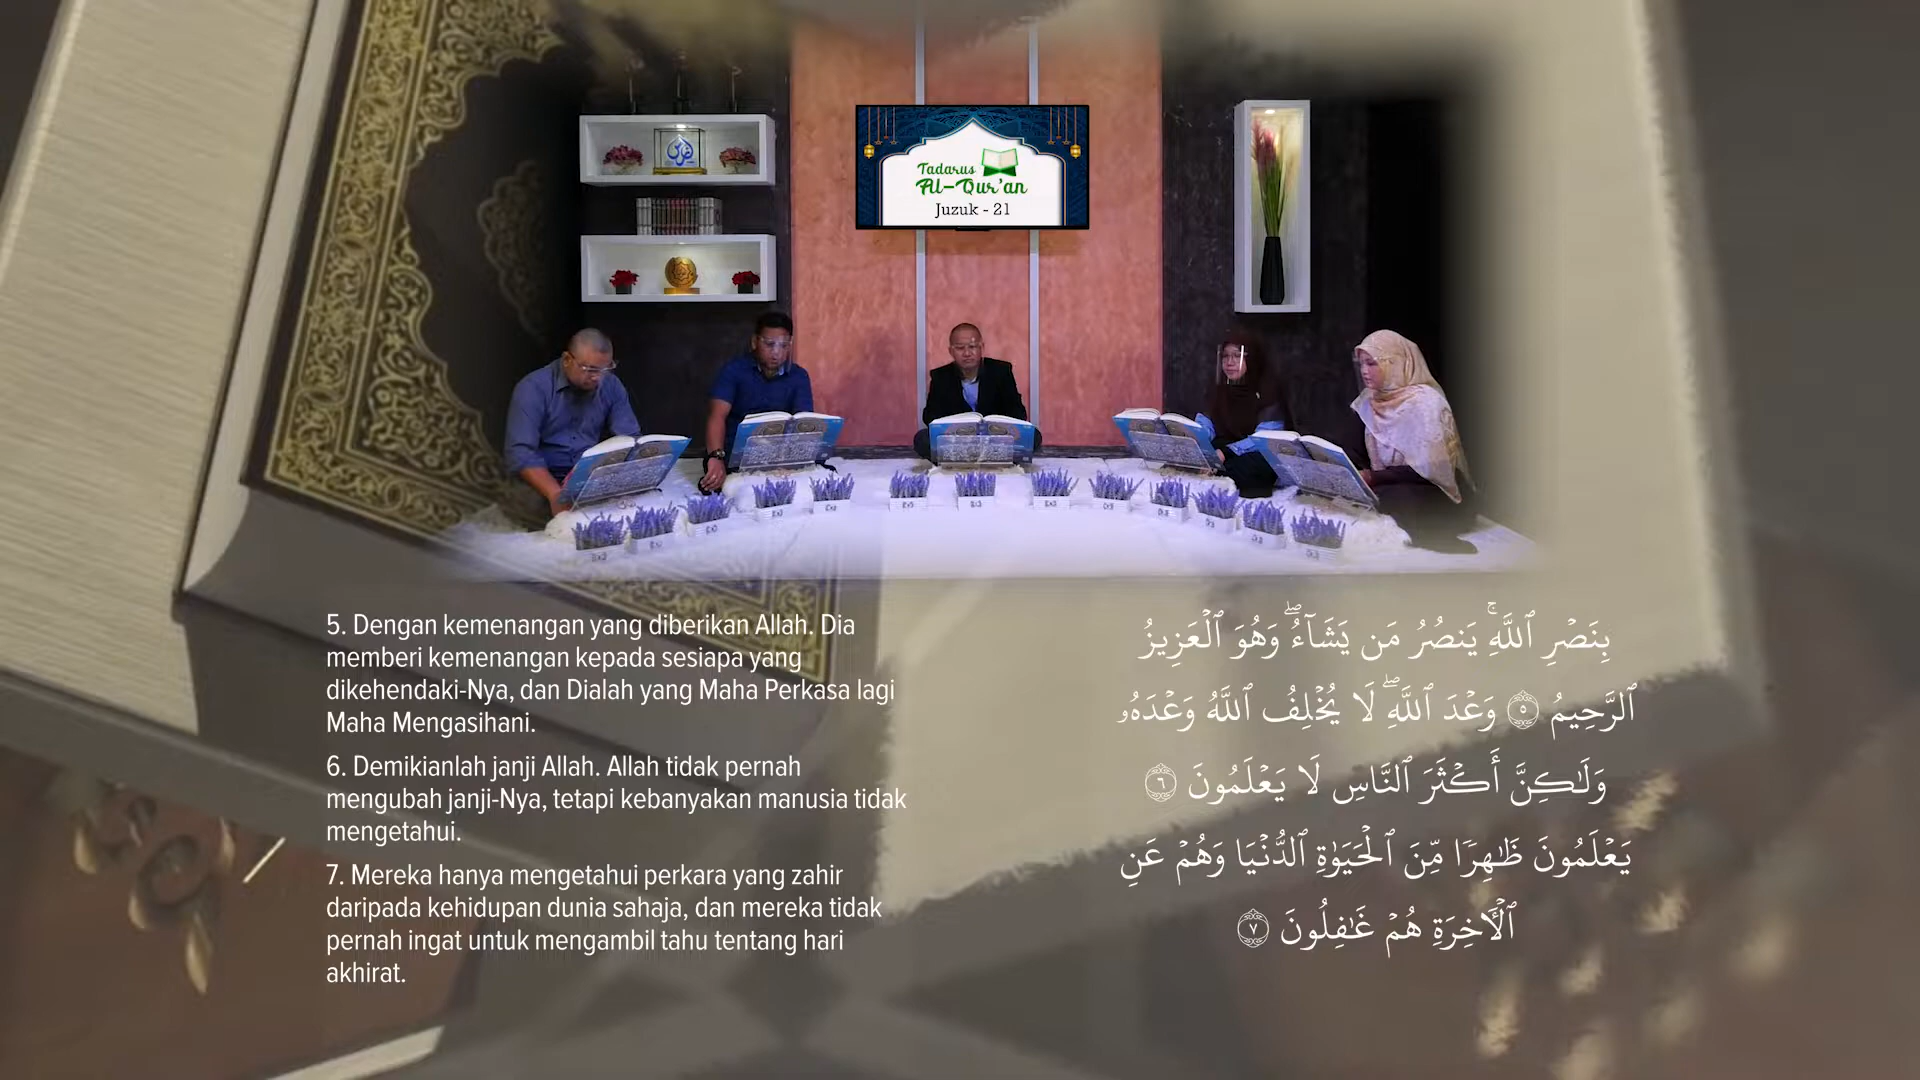 Tadarus
Al-Qur'an
Juzuk - 21
5. Dengan kemenangan yang diberikan Allah. Dia
memberi kemenangan kepada sesiapa yang
dikehendaki-Nya, dan Dialah yang Maha Perkasa lagi
Maha Mengasihani.
6. Demikianlah janji Allah. Allah tidak pernah
mengubah janji-Nya, tetapi kebanyakan manusia tidak
mengetahui.
7. Mereka hanya mengetahui perkara yang zahir
daripada kehidupan dunia sahaja, dan mereka tidak
pernah ingat untuk mengambil tahu tentang hari
akhirat.
بِنَصْرِ ٱللَّهِۚ يَنصُرُ مَن يَشَآءُۖ وَهُوَ ٱلْعَزِيزُ
ٱلرَّحِيمُ ۝٥ وَعْدَ ٱللَّهِۖ لَا يُخْلِفُ ٱللَّهُ وَعْدَهُۥ
وَلَٰكِنَّ أَكْثَرَ ٱلنَّاسِ لَا يَعْلَمُونَ ۝٦
يَعْلَمُونَ ظَٰهِرًا مِّنَ ٱلْحَيَوٰةِ ٱلدُّنْيَا وَهُمْ عَنِ
ٱلْءَاخِرَةِ هُمْ غَٰفِلُونَ ۝٧